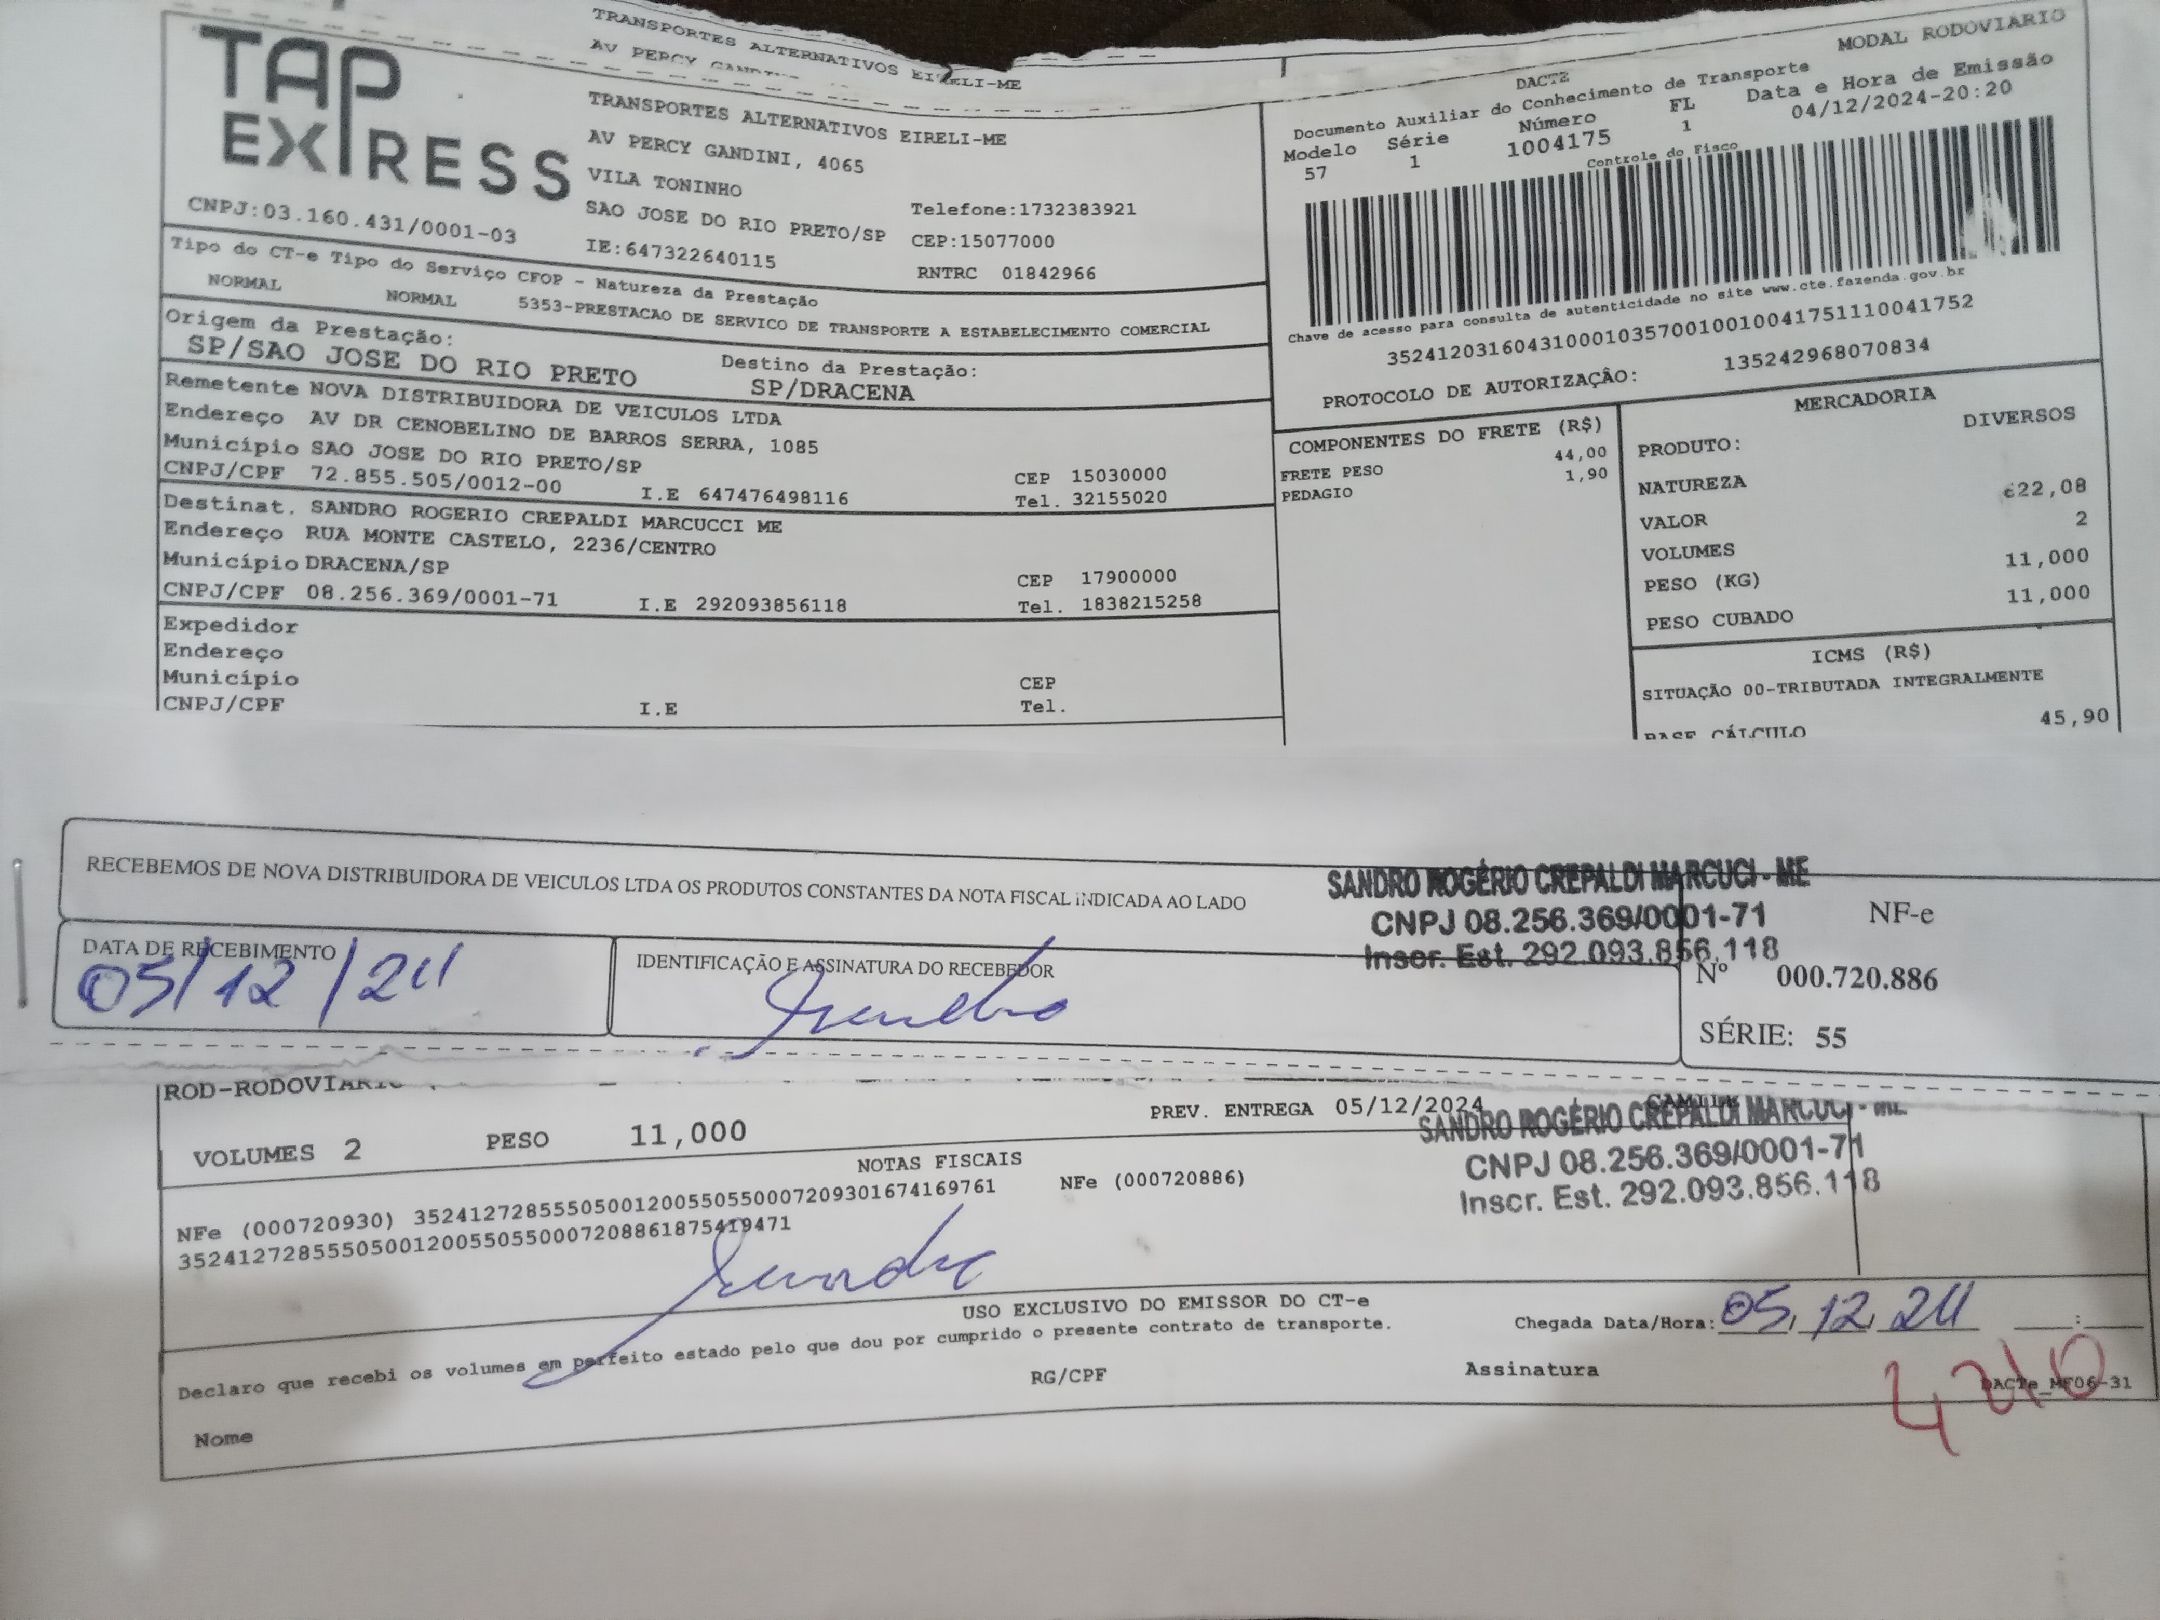 TRANSPORTES ALTERNATIVOS EIRELI-ME
AV PERCY
TAP
EXPRESS
CNPJ:03.160.431/0001-03
TRANSPORTES ALTERNATIVOS EIRELI-ME
AV PERCY GANDINI, 4065
VILA TONINHO
SAO JOSE DO RIO PRETO/SP
IE:647322640115
Telefone:1732383921
CEP:15077000
RNTRC 01842966
DACTE
MODAL RODOVIARIO
Documento Auxiliar do Conhecimento de Transporte
Modelo Série Número FL Data e Hora de Emissão
57 1 1004175 1 04/12/2024-20:20
Controle do Fisco
Chave de acesso para consulta de autenticidade no site www.cte.fazenda.gov.br
35241203160431000103570010010041751110041752
PROTOCOLO DE AUTORIZAÇÃO: 135242968070834
Tipo do CT-e Tipo do Serviço CFOP - Natureza da Prestação
NORMAL NORMAL 5353-PRESTACAO DE SERVICO DE TRANSPORTE A ESTABELECIMENTO COMERCIAL
Origem da Prestação: Destino da Prestação:
SP/SAO JOSE DO RIO PRETO SP/DRACENA
Remetente NOVA DISTRIBUIDORA DE VEICULOS LTDA
Endereço AV DR CENOBELINO DE BARROS SERRA, 1085
Município SAO JOSE DO RIO PRETO/SP CEP 15030000
CNPJ/CPF 72.855.505/0012-00 I.E 647476498116 Tel. 32155020
Destinat. SANDRO ROGERIO CREPALDI MARCUCCI ME
Endereço RUA MONTE CASTELO, 2236/CENTRO
Município DRACENA/SP CEP 17900000
CNPJ/CPF 08.256.369/0001-71 I.E 292093856118 Tel. 1838215258
Expedidor
Endereço
Município CEP
CNPJ/CPF I.E Tel.
COMPONENTES DO FRETE (R$)
FRETE PESO 44,00
PEDAGIO 1,90
MERCADORIA
PRODUTO: DIVERSOS
NATUREZA
VALOR 22,08
VOLUMES 2
PESO (KG) 11,000
PESO CUBADO 11,000
ICMS (R$)
SITUAÇÃO 00-TRIBUTADA INTEGRALMENTE
BASE CÁLCULO 45,90
RECEBEMOS DE NOVA DISTRIBUIDORA DE VEICULOS LTDA OS PRODUTOS CONSTANTES DA NOTA FISCAL INDICADA AO LADO
SANDRO ROGÉRIO CREPALDI MARCUCI - ME
CNPJ 08.256.369/0001-71
Inscr. Est. 292.093.856.118
NF-e
Nº 000.720.886
SÉRIE: 55
DATA DE RECEBIMENTO
05/12/24
IDENTIFICAÇÃO E ASSINATURA DO RECEBEDOR
ROD-RODOVIARIO
VOLUMES 2 PESO 11,000 PREV. ENTREGA 05/12/2024
SANDRO ROGÉRIO CREPALDI MARCUCI - ME
CNPJ 08.256.369/0001-71
Inscr. Est. 292.093.856.118
NOTAS FISCAIS
NFe (000720930) 35241272855505001200550550007209301674169761 NFe (000720886)
35241272855505001200550550007208861875419471
USO EXCLUSIVO DO EMISSOR DO CT-e
Declaro que recebi os volumes em perfeito estado pelo que dou por cumprido o presente contrato de transporte.
Chegada Data/Hora: 05, 12, 24 :
Nome RG/CPF Assinatura
DACTe_MF06-31